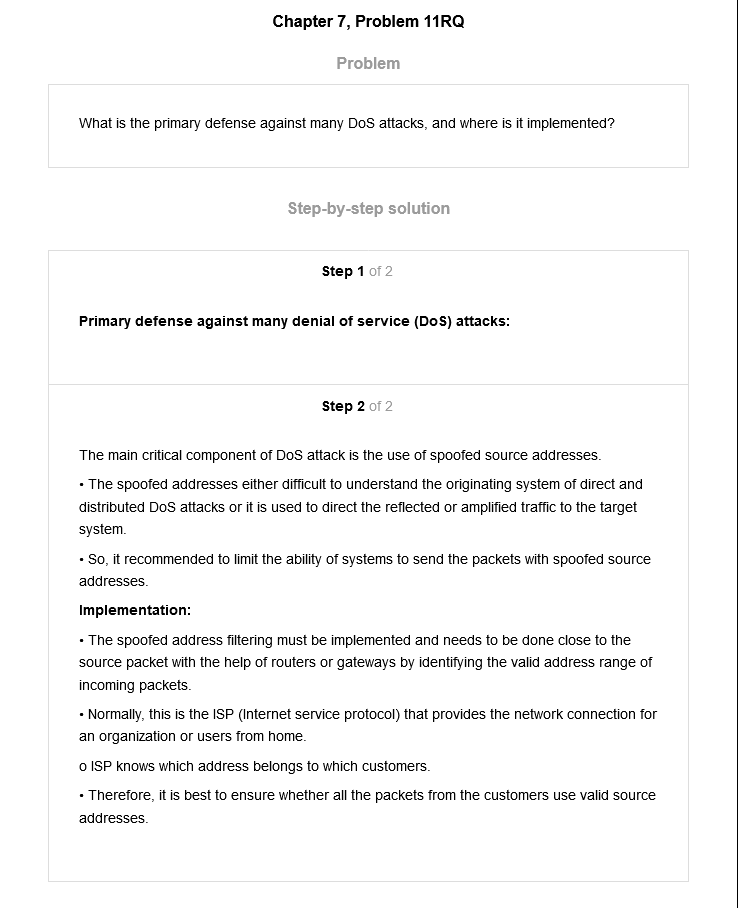 Chapter 7, Problem 11RQ
Problem
What is the primary defense against many DoS attacks, and where is it implemented?
Step-by-step solution
Step 1 of 2
Primary defense against many denial of service (DoS) attacks:
Step 2 of 2
The main critical component of DoS attack is the use of spoofed source addresses.
• The spoofed addresses either difficult to understand the originating system of direct and
distributed DoS attacks or it is used to direct the reflected or amplified traffic to the target
system.
• So, it recommended to limit the ability of systems to send the packets with spoofed source
addresses.
Implementation:
• The spoofed address filtering must be implemented and needs to be done close to the
source packet with the help of routers or gateways by identifying the valid address range of
incoming packets.
• Normally, this is the ISP (Internet service protocol) that provides the network connection for
an organization or users from home.
o ISP knows which address belongs to which customers.
• Therefore, it is best to ensure whether all the packets from the customers use valid source
addresses.